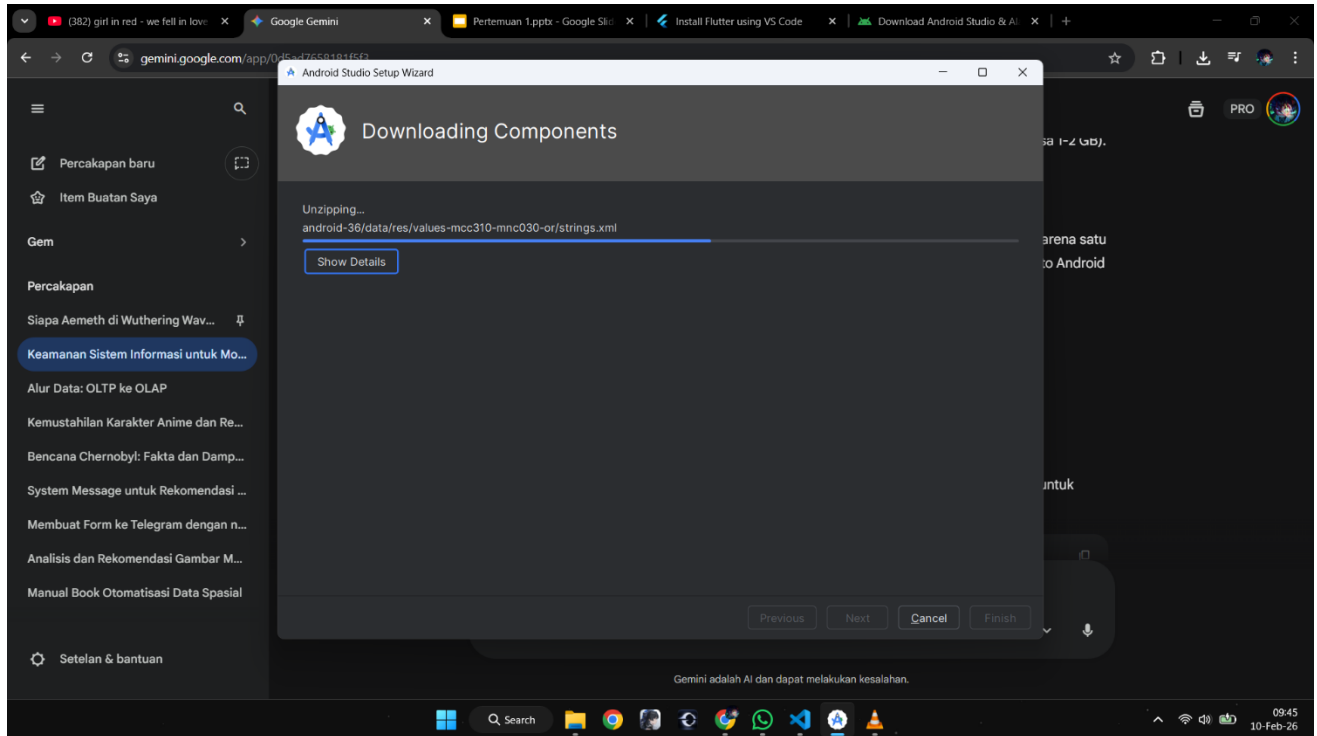 (382) girl in red - we fell in love
Google Gemini
Pertemuan 1.pptx - Google Slid
Install Flutter using VS Code
Download Android Studio & A
gemini.google.com/app/0d5ad7658181f5f3
Android Studio Setup Wizard
Downloading Components
Unzipping...
android-36/data/res/values-mcc310-mnc030-or/strings.xml
Show Details
Previous
Next
Cancel
Finish
PRO
Percakapan baru
Item Buatan Saya
Gem
Percakapan
Siapa Aemeth di Wuthering Wav...
Keamanan Sistem Informasi untuk Mo...
Alur Data: OLTP ke OLAP
Kemustahilan Karakter Anime dan Re...
Bencana Chernobyl: Fakta dan Damp...
System Message untuk Rekomendasi ...
Membuat Form ke Telegram dengan n...
Analisis dan Rekomendasi Gambar M...
Manual Book Otomatisasi Data Spasial
Setelan & bantuan
sa 1-2 GB).
arena satu
to Android
untuk
Gemini adalah AI dan dapat melakukan kesalahan.
Search
09:45
10-Feb-26